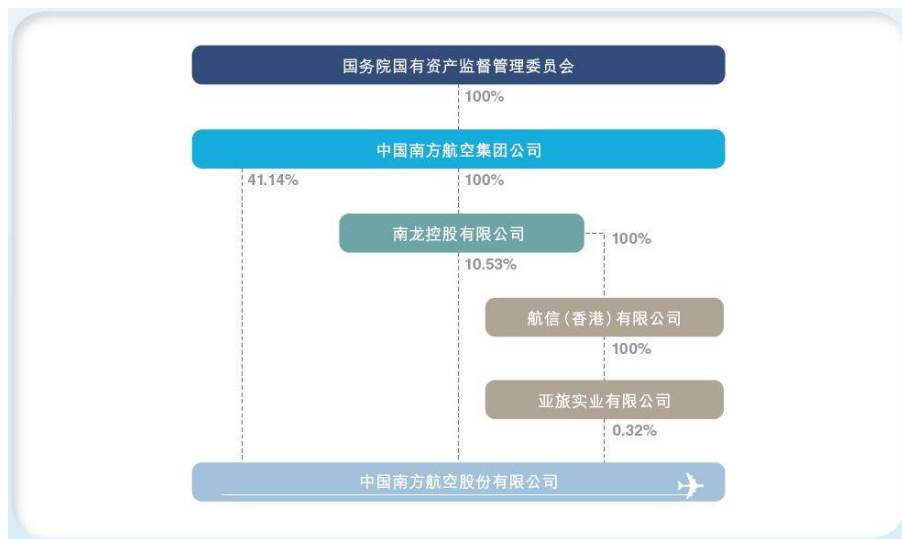 国务院国有资产监督管理委员会
100%
中国南方航空集团公司
41.14%
100%
南龙控股有限公司
100%
10.53%
航信(香港)有限公司
100%
亚旅实业有限公司
0.32%
中国南方航空股份有限公司